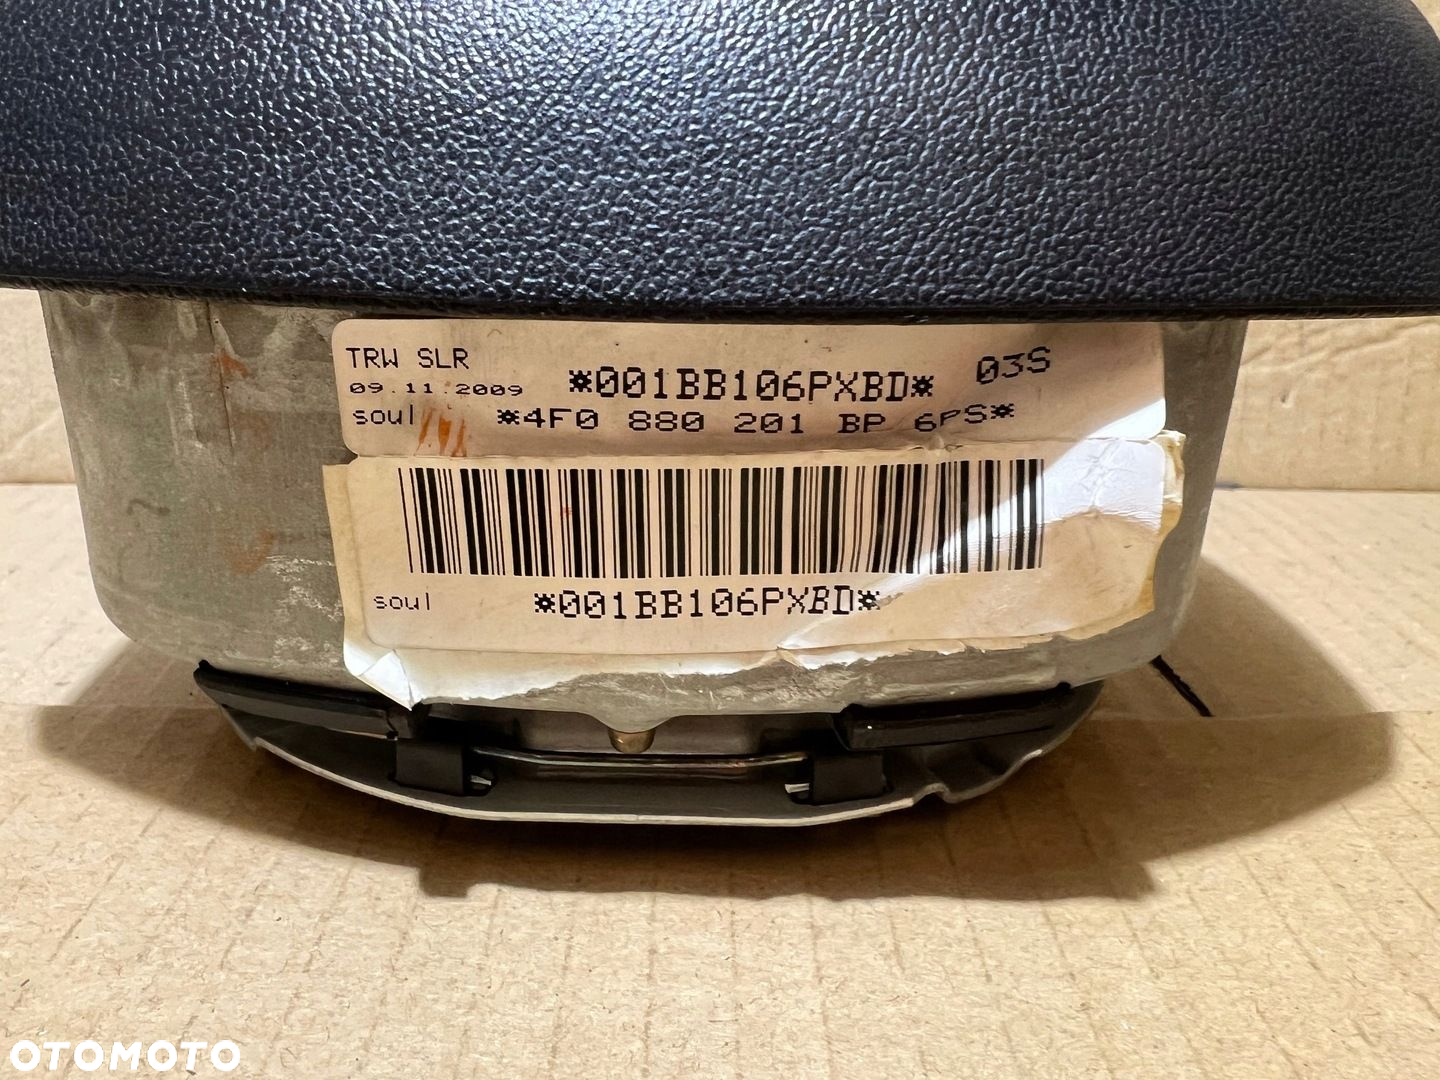 TRW SLR
09.11.2009
*001BB106PXBD* 03S
soul *4F0 880 201 BP 6PS*
soul *001BB106PXBD*
OTOMOTO